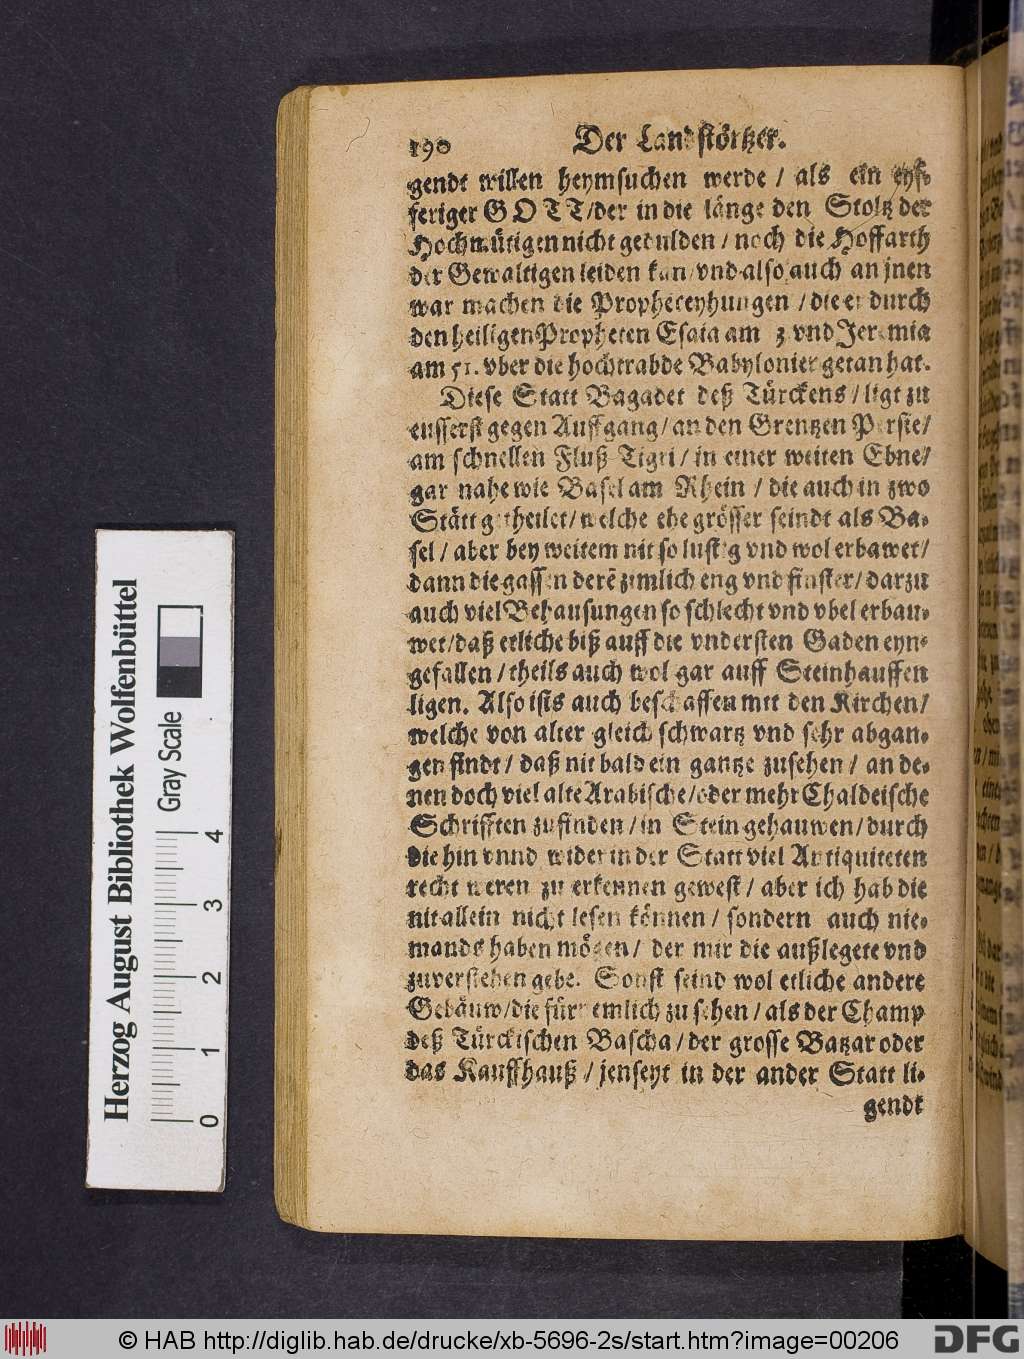 190 Der Landstörtzer.
gendt willen heymsuchen werde / als ein eyf-
feriger GOTT/der in die länge den Stoltz der
Hochmütigen nicht gedulden / noch die Hoffarth
der Gewaltigen leiden kan/vnd also auch an jnen
war machen die Propheceyhungen / die er durch
den heiligen Propheten Esaia am 3 vnd Jeremia
am 51. vber die hochtrabde Babylonier getan hat.
Diese Statt Bagadet deß Türckens / ligt zu
eusserst gegen Auffgang/ an den Grentzen Persie/
am schnellen Fluß Tigri / in einer weiten Ebne/
gar nahe wie Basel am Rhein / die auch in zwo
Stätt getheilet/ welche ehe grösser seindt als Ba-
sel / aber bey weitem nit so lustig vnd wol erbawet/
dann die gassen derē zimlich eng vnd finster/ darzu
auch viel Behausungen so schlecht vnd vbel erbau-
wet/daß etliche biß auff die vndersten Gaden eyn-
gefallen / theils auch wol gar auff Steinhauffen
ligen. Also ists auch beschaffen mit den Kirchen/
welche von alter gleich schwartz vnd sehr abgan-
gen sindt / daß nit bald ein gantze zusehen / an de-
nen doch viel alte Arabische/oder mehr Chaldeische
Schrifften zufinden / in Stein gehauwen/ durch
die hin vnnd wider in der Statt viel Antiquiteten
recht weren zu erkennen gewest / aber ich hab die
nit allein nicht lesen können / sondern auch nie-
mands haben mögen / der mir die außlegete vnd
zuverstehen gebe. Sonst seind wol etliche andere
Gebäuw/die fürnemlich zu sehen / als der Champ
deß Türckischen Bascha / der grosse Batzar oder
das Kauffhauß / jenseyt in der ander Statt li-
gendt
Herzog August Bibliothek Wolfenbüttel
Gray Scale
0 1 2 3 4
© HAB http://diglib.hab.de/drucke/xb-5696-2s/start.htm?image=00206
DFG